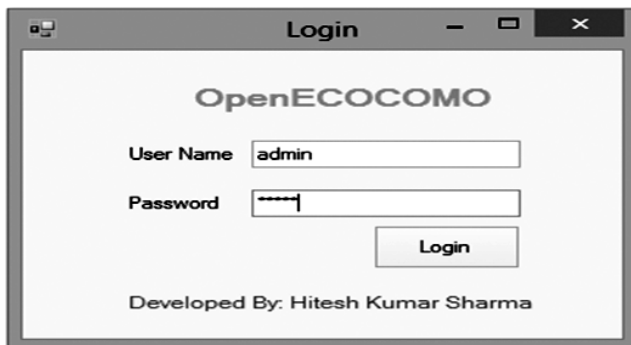 Login
OpenECOCOMO
User Name admin
Password *****
Login
Developed By: Hitesh Kumar Sharma